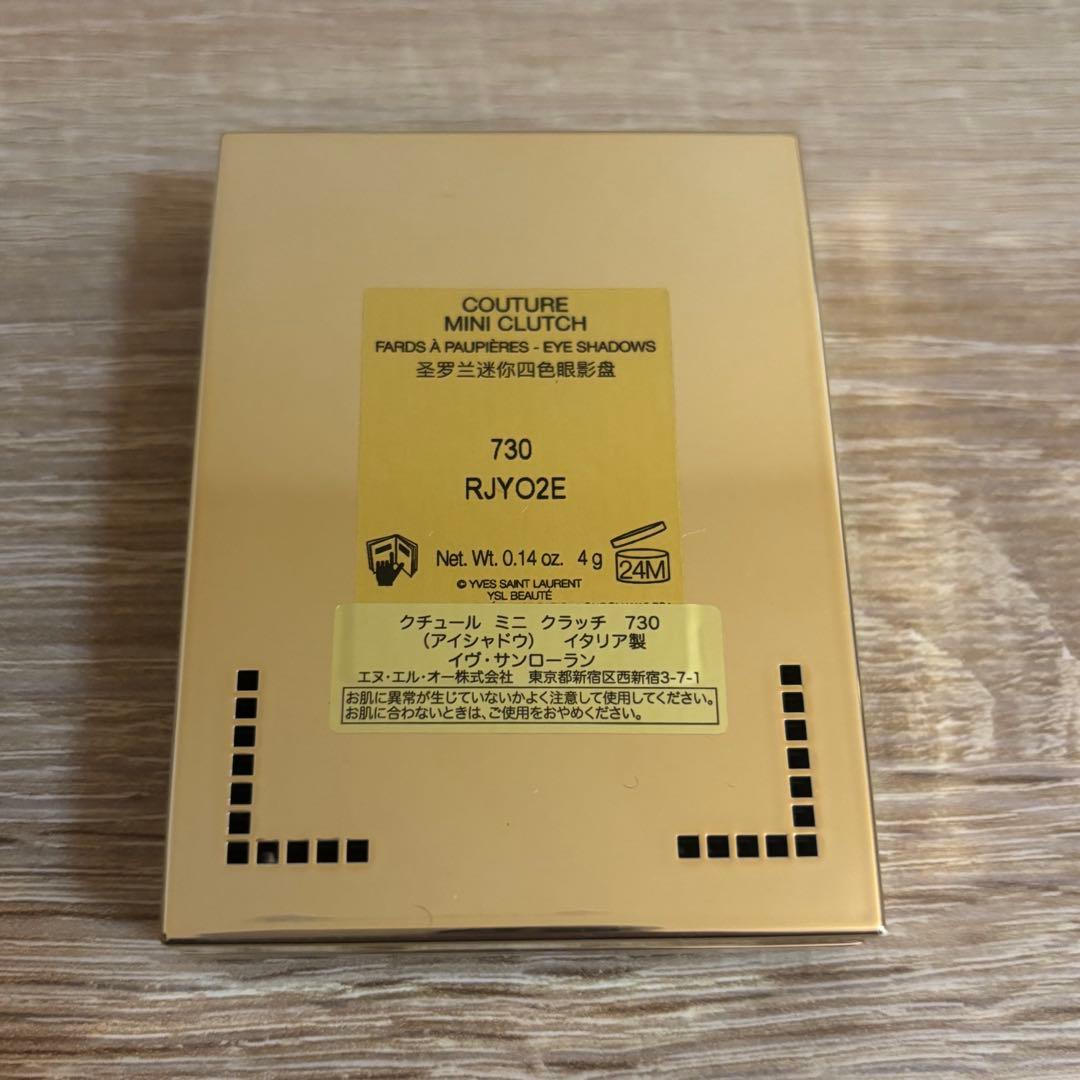 COUTURE
MINI CLUTCH
FARDS À PAUPIÈRES - EYE SHADOWS
圣罗兰迷你四色眼影盘
730
RJYO2E
Net. Wt. 0.14 oz. 4 g
24M
© YVES SAINT LAURENT
YSL BEAUTÉ
クチュール ミニ クラッチ 730
(アイシャドウ) イタリア製
イヴ・サンローラン
エヌ・エル・オー株式会社 東京都新宿区西新宿3-7-1
お肌に異常が生じていないかよく注意して使用してください。
お肌に合わないときは、ご使用をおやめください。